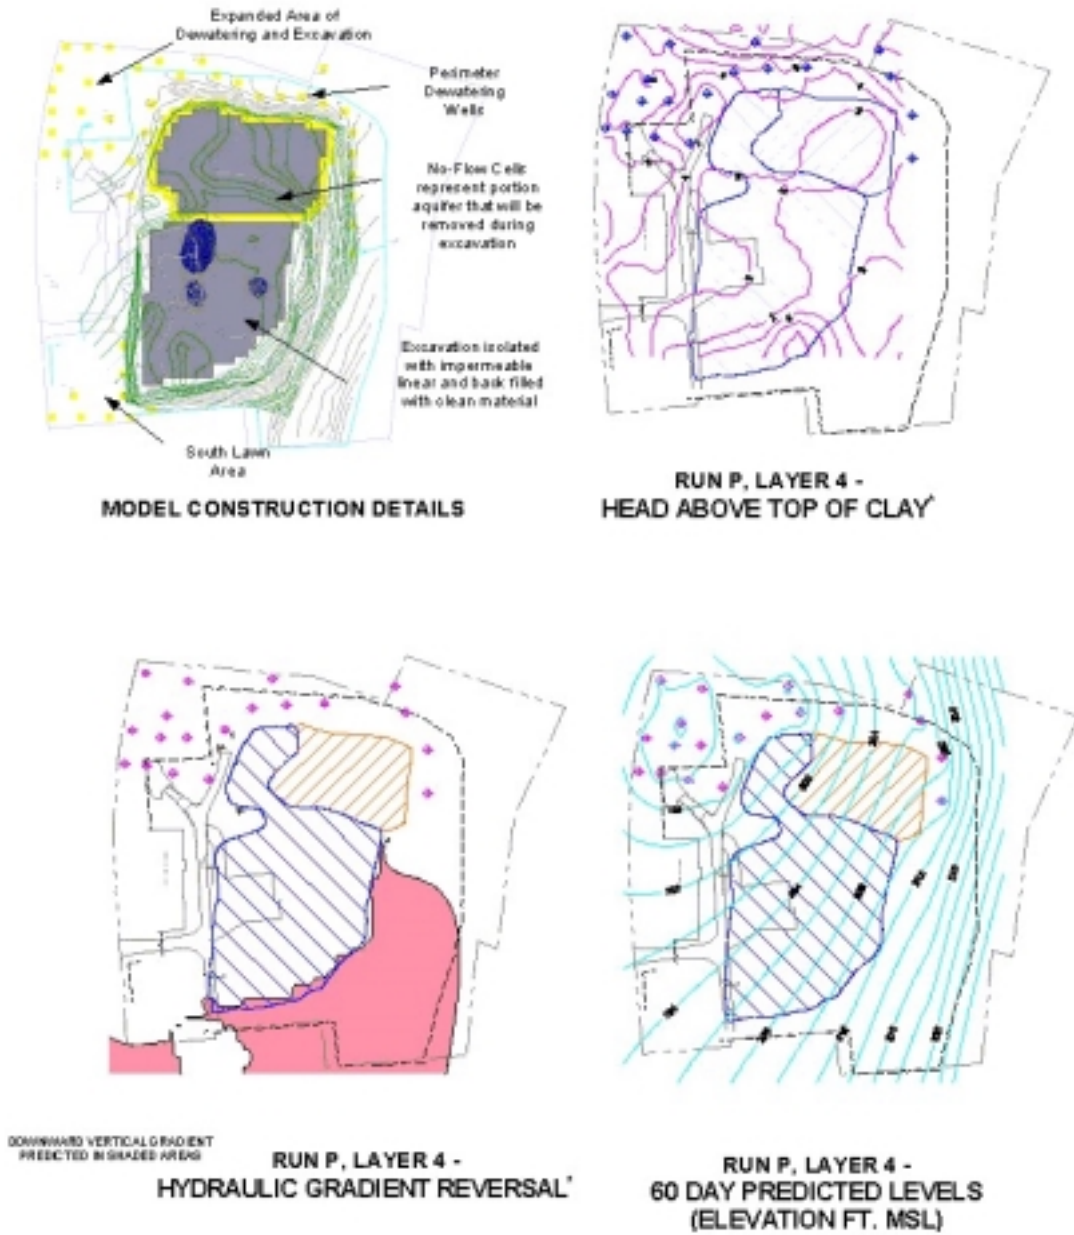 Expanded Area of
Dewatering and Excavation
Perimeter
Dewatering
Wells
No-Flow Cells
represent portion
aquifer that will be
removed during
excavation
Excavation isolated
with impermeable
linear and back filled
with clean material
South Lawn
Area
MODEL CONSTRUCTION DETAILS
RUN P, LAYER 4 -
HEAD ABOVE TOP OF CLAY*
DOWNWARD VERTICAL GRADIENT
PREDICTED IN SHADED AREAS
RUN P, LAYER 4 -
HYDRAULIC GRADIENT REVERSAL*
RUN P, LAYER 4 -
60 DAY PREDICTED LEVELS
(ELEVATION FT. MSL)